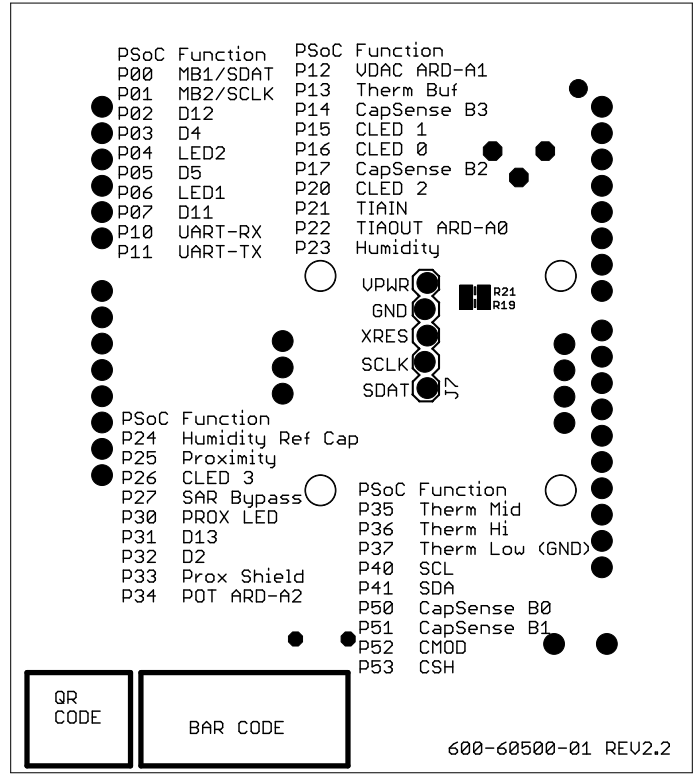 PSoC Function
P00 MB1/SDAT
P01 MB2/SCLK
P02 D12
P03 D4
P04 LED2
P05 D5
P06 LED1
P07 D11
P10 UART-RX
P11 UART-TX
PSoC Function
P12 VDAC ARD-A1
P13 Therm Buf
P14 CapSense B3
P15 CLED 1
P16 CLED 0
P17 CapSense B2
P20 CLED 2
P21 TIAIN
P22 TIAOUT ARD-A0
P23 Humidity
VPWR
GND
XRES
SCLK
SDAT
J7
R21
R19
PSoC Function
P24 Humidity Ref Cap
P25 Proximity
P26 CLED 3
P27 SAR Bypass
P30 PROX LED
P31 D13
P32 D2
P33 Prox Shield
P34 POT ARD-A2
PSoC Function
P35 Therm Mid
P36 Therm Hi
P37 Therm Low (GND)
P40 SCL
P41 SDA
P50 CapSense B0
P51 CapSense B1
P52 CMOD
P53 CSH
QR
CODE
BAR CODE
600-60500-01 REV2.2